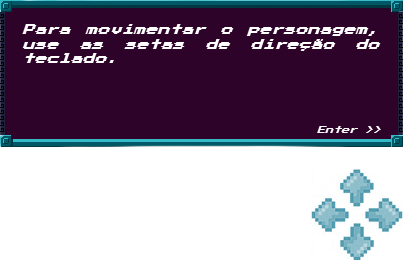 Para movimentar o personagem,
use as setas de direção do
teclado.
Enter >>